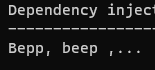 Dependency inject
-----------------
Bepp, beep ,...